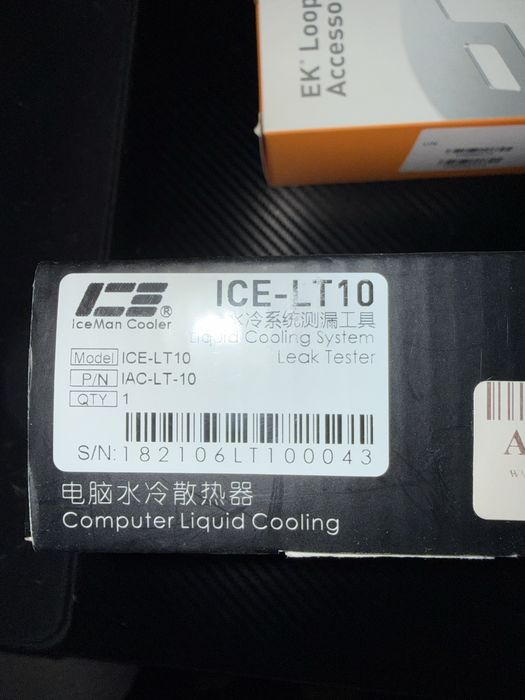 EK® Loop
Accesso
ICE®
IceMan Cooler
ICE-LT10
水冷系统测漏工具
Liquid Cooling System
Leak Tester
Model ICE-LT10
P/N IAC-LT-10
QTY 1
S/N: 182106LT100043
电脑水冷散热器
Computer Liquid Cooling
A